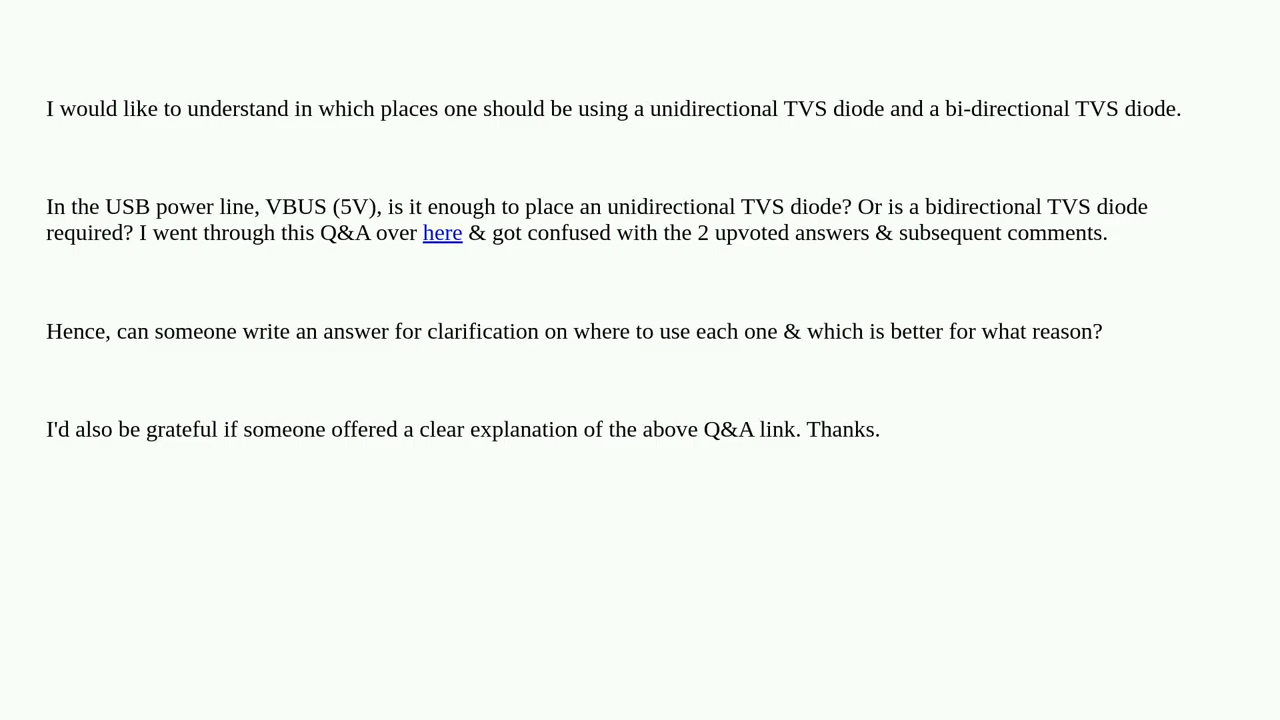 I would like to understand in which places one should be using a unidirectional TVS diode and a bi-directional TVS diode.
In the USB power line, VBUS (5V), is it enough to place an unidirectional TVS diode? Or is a bidirectional TVS diode
required? I went through this Q&A over here & got confused with the 2 upvoted answers & subsequent comments.
Hence, can someone write an answer for clarification on where to use each one & which is better for what reason?
I'd also be grateful if someone offered a clear explanation of the above Q&A link. Thanks.